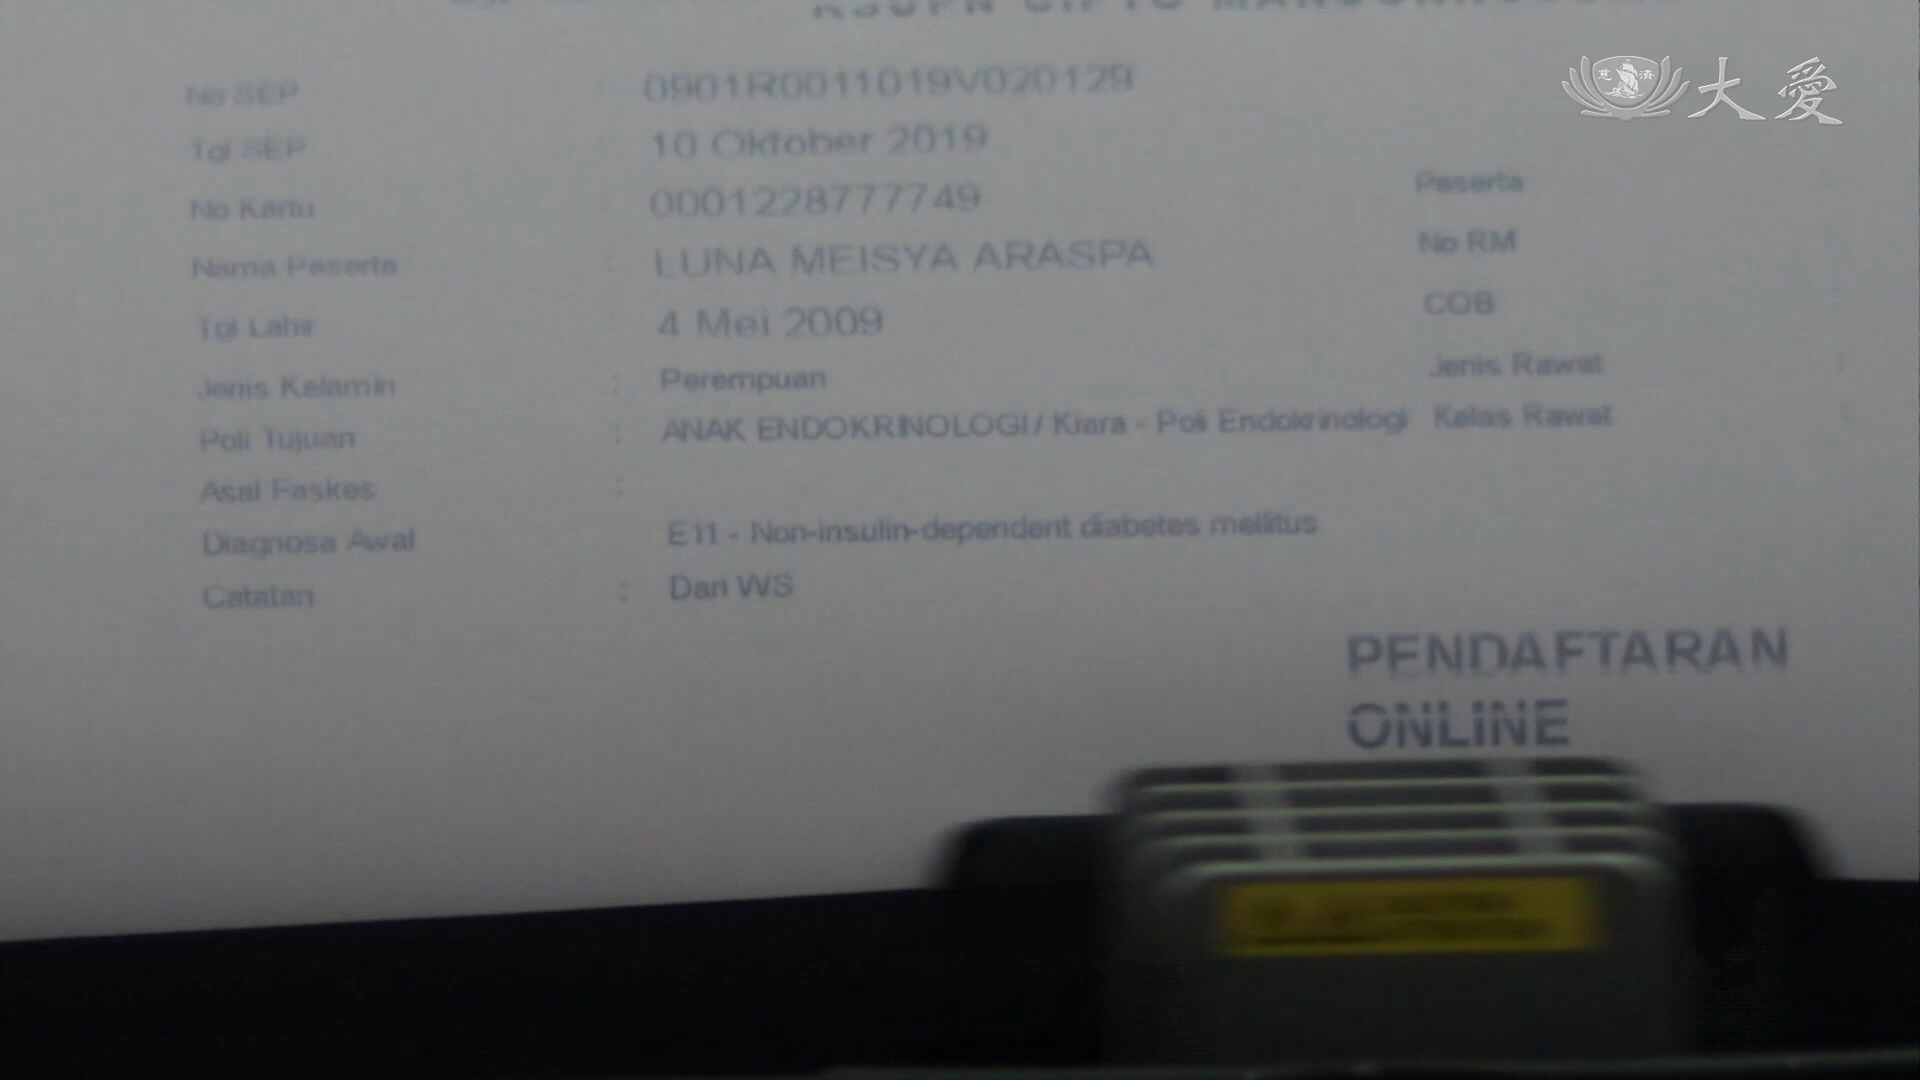 大愛
No SEP : 0901R0011019V020129
Tgl SEP : 10 Oktober 2019
No Kartu : 0001228777749 Peserta
Nama Peserta : LUNA MEISYA ARASPA No RM
Tgl Lahir : 4 Mei 2009 COB
Jenis Kelamin : Perempuan Jenis Rawat
Poli Tujuan : ANAK ENDOKRINOLOGI / Kiara - Poli Endokrinologi Kelas Rawat
Asal Faskes :
Diagnosa Awal E11 - Non-insulin-dependent diabetes mellitus
Catatan : Dari WS
PENDAFTARAN
ONLINE